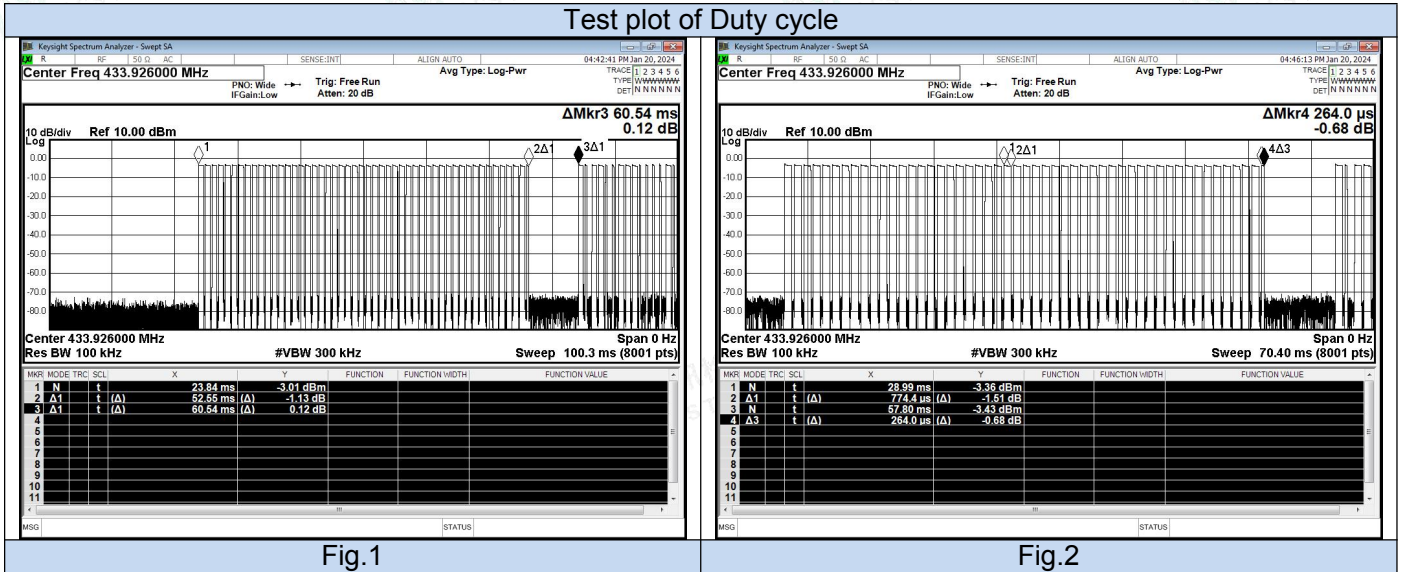 Test plot of Duty cycle
Keysight Spectrum Analyzer - Swept SA
R RF 50 Ω AC SENSE:INT ALIGN AUTO 04:42:41 PM Jan 20, 2024
Center Freq 433.926000 MHz Avg Type: Log-Pwr TRACE 1 2 3 4 5 6
PNO: Wide Trig: Free Run TYPE WWWWWW
IFGain:Low Atten: 20 dB DET N N N N N N
ΔMkr3 60.54 ms
10 dB/div Ref 10.00 dBm 0.12 dB
Log
1 2Δ1 3Δ1
0.00
-10.0
-20.0
-30.0
-40.0
-50.0
-60.0
-70.0
-80.0
Center 433.926000 MHz Span 0 Hz
Res BW 100 kHz #VBW 300 kHz Sweep 100.3 ms (8001 pts)
MKR MODE TRC SCL X Y FUNCTION FUNCTION WIDTH FUNCTION VALUE
1 N t 23.84 ms -3.01 dBm
2 Δ1 t (Δ) 52.55 ms (Δ) -1.13 dB
3 Δ1 t (Δ) 60.54 ms (Δ) 0.12 dB
4
5
6
7
8
9
10
11
MSG STATUS
Fig.1
Keysight Spectrum Analyzer - Swept SA
R RF 50 Ω AC SENSE:INT ALIGN AUTO 04:46:13 PM Jan 20, 2024
Center Freq 433.926000 MHz Avg Type: Log-Pwr TRACE 1 2 3 4 5 6
PNO: Wide Trig: Free Run TYPE WWWWWW
IFGain:Low Atten: 20 dB DET N N N N N N
ΔMkr4 264.0 µs
10 dB/div Ref 10.00 dBm -0.68 dB
Log
1 2Δ1 4Δ3
0.00
-10.0
-20.0
-30.0
-40.0
-50.0
-60.0
-70.0
-80.0
Center 433.926000 MHz Span 0 Hz
Res BW 100 kHz #VBW 300 kHz Sweep 70.40 ms (8001 pts)
MKR MODE TRC SCL X Y FUNCTION FUNCTION WIDTH FUNCTION VALUE
1 N t 28.99 ms -3.36 dBm
2 Δ1 t (Δ) 774.4 µs (Δ) -1.51 dB
3 N t 57.80 ms -3.43 dBm
4 Δ3 t (Δ) 264.0 µs (Δ) -0.68 dB
5
6
7
8
9
10
11
MSG STATUS
Fig.2